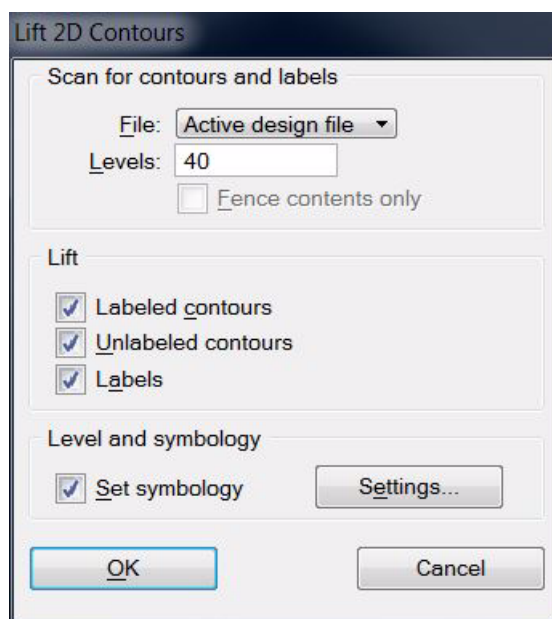 Lift 2D Contours
Scan for contours and labels
File: Active design file
Levels: 40
Fence contents only
Lift
Labeled contours
Unlabeled contours
Labels
Level and symbology
Set symbology Settings...
OK Cancel